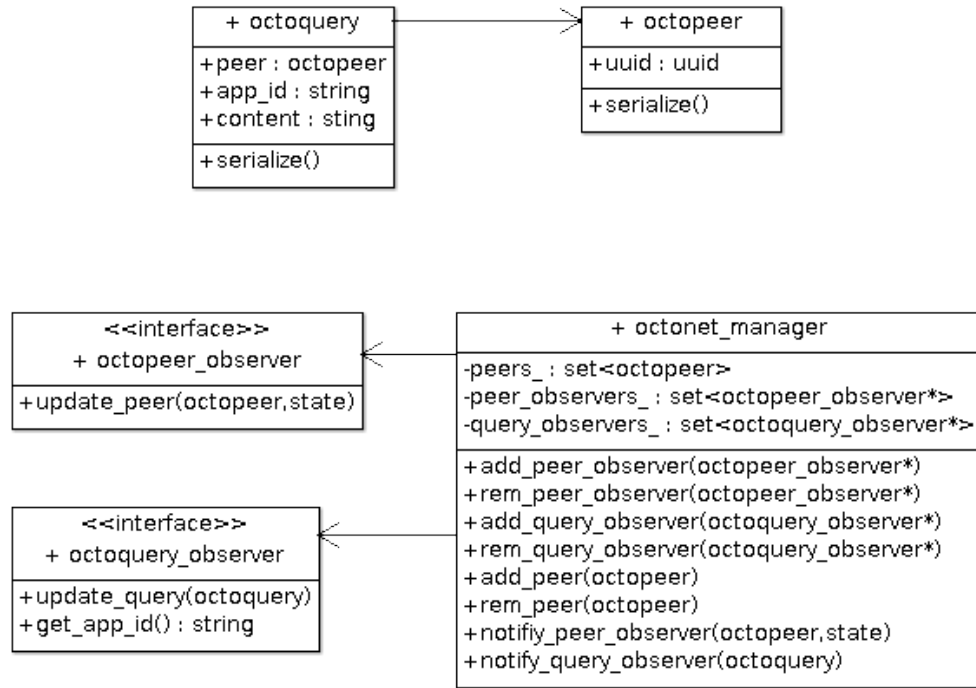 + octoquery
+peer : octopeer
+app_id : string
+content : sting
+serialize()
+ octopeer
+uuid : uuid
+serialize()
<<interface>>
+ octopeer_observer
+update_peer(octopeer,state)
<<interface>>
+ octoquery_observer
+update_query(octoquery)
+get_app_id() : string
+ octonet_manager
-peers_ : set<octopeer>
-peer_observers_ : set<octopeer_observer*>
-query_observers_ : set<octoquery_observer*>
+add_peer_observer(octopeer_observer*)
+rem_peer_observer(octopeer_observer*)
+add_query_observer(octoquery_observer*)
+rem_query_observer(octoquery_observer*)
+add_peer(octopeer)
+rem_peer(octopeer)
+notifiy_peer_observer(octopeer,state)
+notify_query_observer(octoquery)